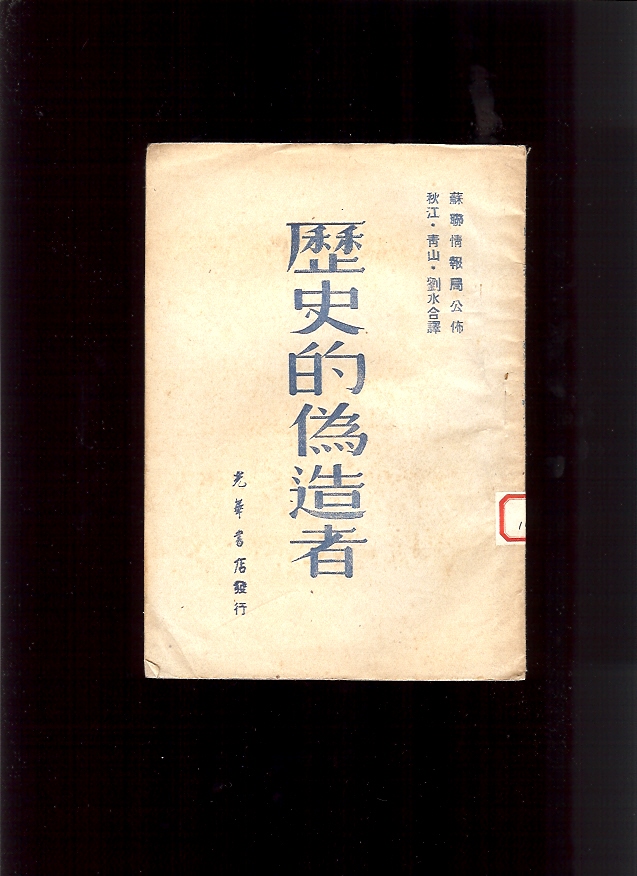 蘇聯情報局公佈
秋江·青山·劉水合譯
歷史的偽造者
光華書店發行